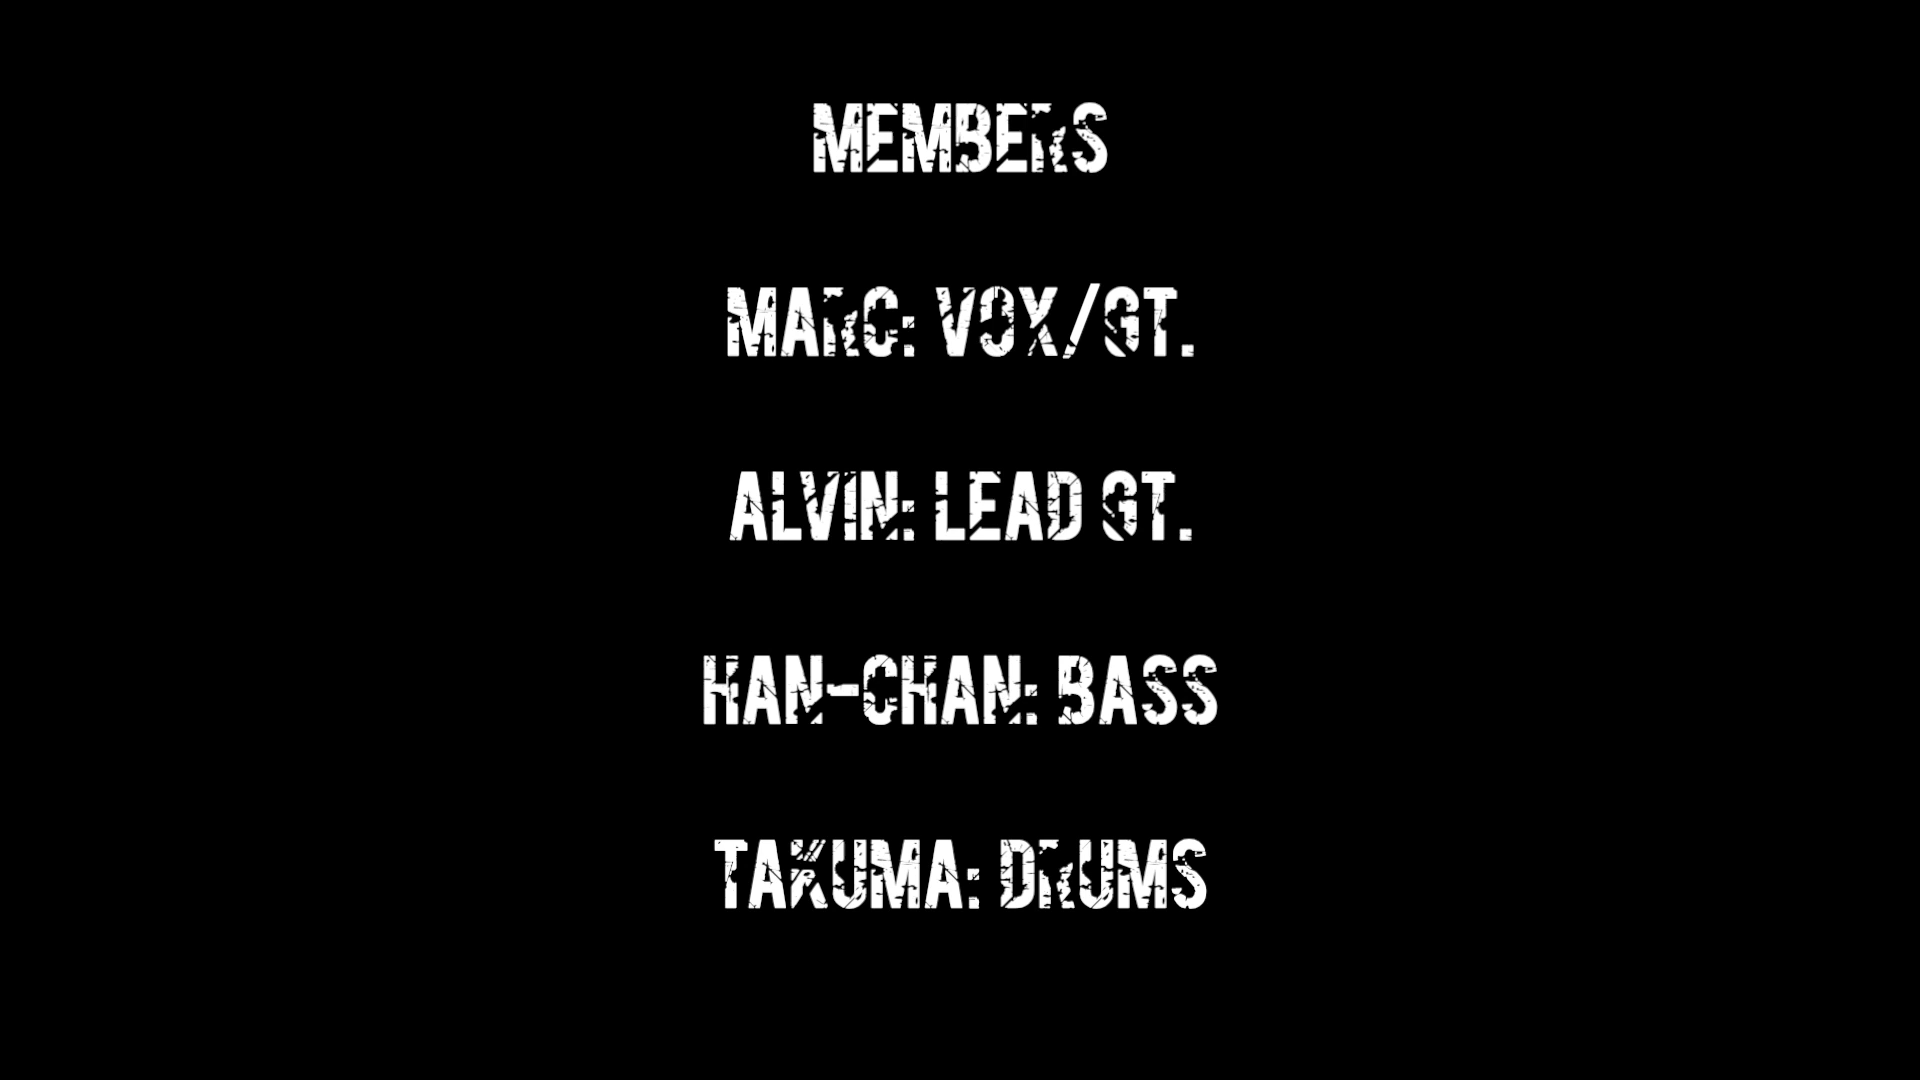 MEMBERS
MARC: VOX/GT.
ALVIN: LEAD GT.
HAN-CHAN: BASS
TAKUMA: DRUMS